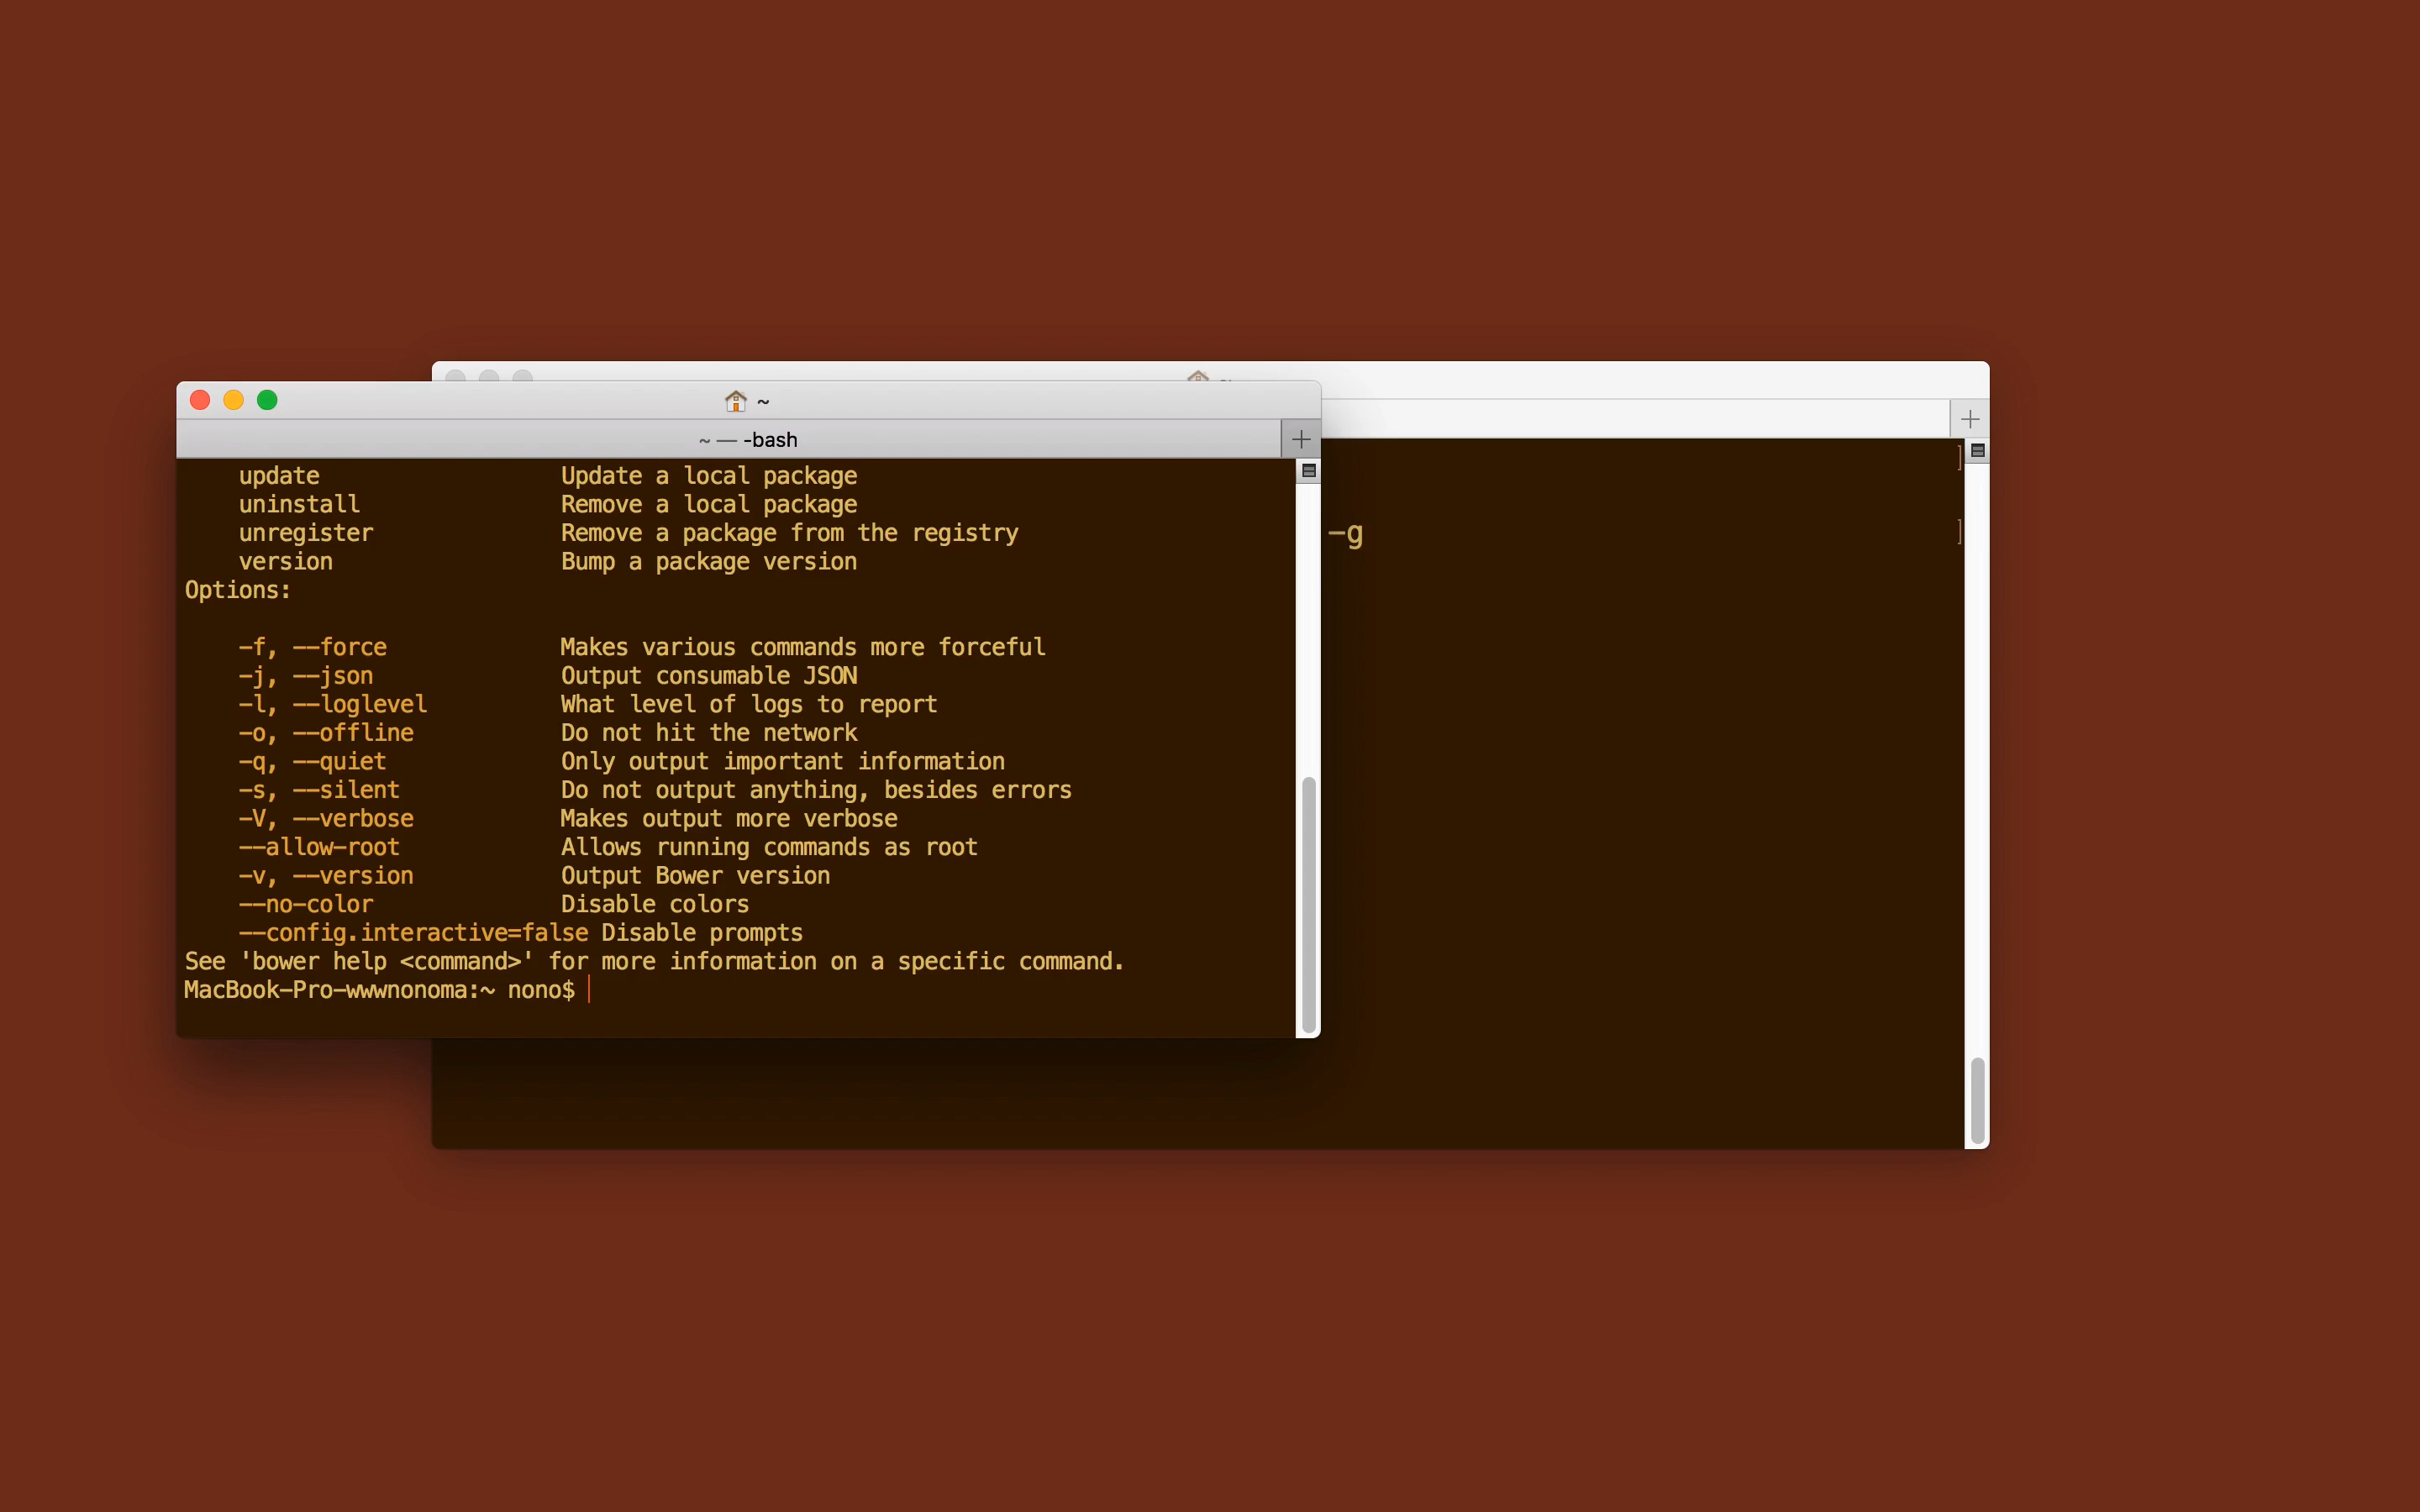 ~
~ — -bash
update Update a local package
uninstall Remove a local package
unregister Remove a package from the registry
version Bump a package version
Options:
-f, --force Makes various commands more forceful
-j, --json Output consumable JSON
-l, --loglevel What level of logs to report
-o, --offline Do not hit the network
-q, --quiet Only output important information
-s, --silent Do not output anything, besides errors
-V, --verbose Makes output more verbose
--allow-root Allows running commands as root
-v, --version Output Bower version
--no-color Disable colors
--config.interactive=false Disable prompts
See 'bower help <command>' for more information on a specific command.
MacBook-Pro-wwwnonoma:~ nono$
]
-g ]